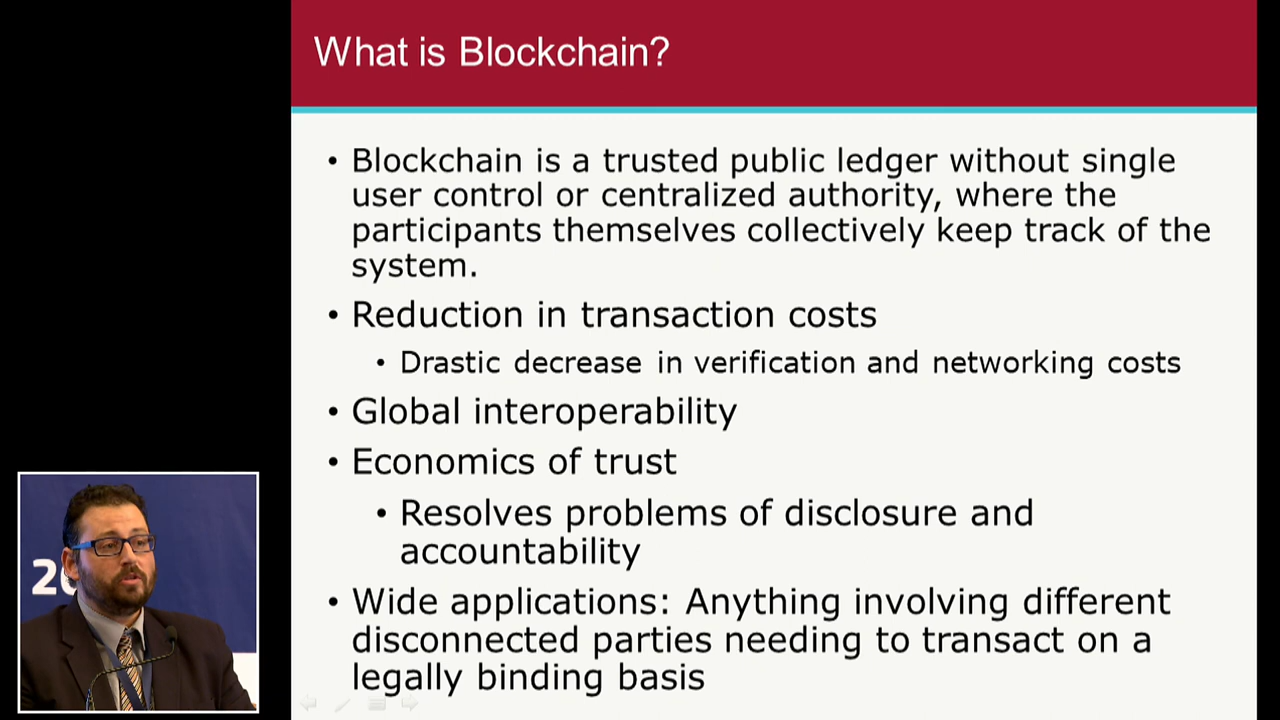 What is Blockchain?
• Blockchain is a trusted public ledger without single
user control or centralized authority, where the
participants themselves collectively keep track of the
system.
• Reduction in transaction costs
• Drastic decrease in verification and networking costs
• Global interoperability
• Economics of trust
• Resolves problems of disclosure and
accountability
• Wide applications: Anything involving different
disconnected parties needing to transact on a
legally binding basis